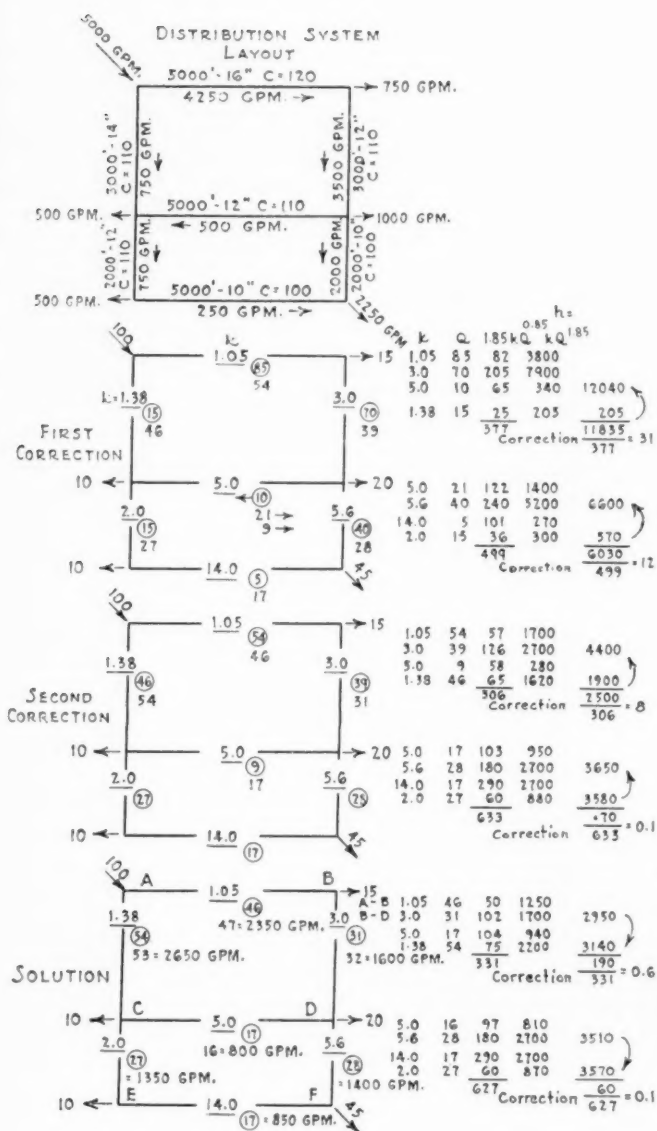 DISTRIBUTION SYSTEM
LAYOUT
5000 GPM.
5000'-16" C=120
4250 GPM. →
→ 750 GPM.
3000'-14"
C=110
750 GPM.
3500 GPM.
3000'-12"
C=110
500 GPM. ←
5000'-12" C=110
← 500 GPM.
→ 1000 GPM.
2000'-12"
C=110
750 GPM.
2000 GPM.
2000'-10"
C=100
500 GPM. ←
5000'-10" C=100
250 GPM. →
2250 GPM
FIRST
CORRECTION
100
k
1.05 (85)
54
→ 15
k=1.38
(15)
46
3.0
(70)
39
10 ←
5.0
(10)
→ 20
21 →
9 →
2.0
(15)
27
5.6
(40)
28
10 ←
14.0 (5)
17
45
k Q 1.85kQ^0.85 h= kQ^1.85
1.05 85 82 3800
3.0 70 205 7900
5.0 10 65 340 12040
1.38 15 25 205 205
377 11835
Correction 377 = 31
5.0 21 122 1400
5.6 40 240 5200 6600
14.0 5 101 270
2.0 15 36 300 570
499 6030
Correction 499 = 12
SECOND
CORRECTION
100
1.05 (54)
46
→ 15
1.38
(46)
54
3.0
(39)
31
10 ←
5.0
(9)
17
→ 20
2.0
(27)
5.6
(28)
10 ←
14.0 (17)
45
1.05 54 57 1700
3.0 39 126 2700 4400
5.0 9 58 280
1.38 46 65 1620 1900
306 2500
Correction 306 = 8
5.0 17 103 950
5.6 28 180 2700 3650
14.0 17 290 2700
2.0 27 60 880 3580
633 70
Correction 633 = 0.1
SOLUTION
100
A
1.05
(46)
B
→ 15
47=2350 GPM.
1.38
(54)
53=2650 GPM.
3.0
(31)
32=1600 GPM.
10 ←
C
5.0
(17)
D
→ 20
16=800 GPM.
2.0
(27)
=1350 GPM.
5.6
(28)
=1400 GPM.
10 ←
E
14.0
(17)=850 GPM.
F
45
A-B 1.05 46 50 1250
B-D 3.0 31 102 1700 2950
5.0 17 104 940
1.38 54 75 2200 3140
331 190
Correction 331 = 0.6
5.0 16 97 810
5.6 28 180 2700 3510
14.0 17 290 2700
2.0 27 60 870 3570
627 60
Correction 627 = 0.1